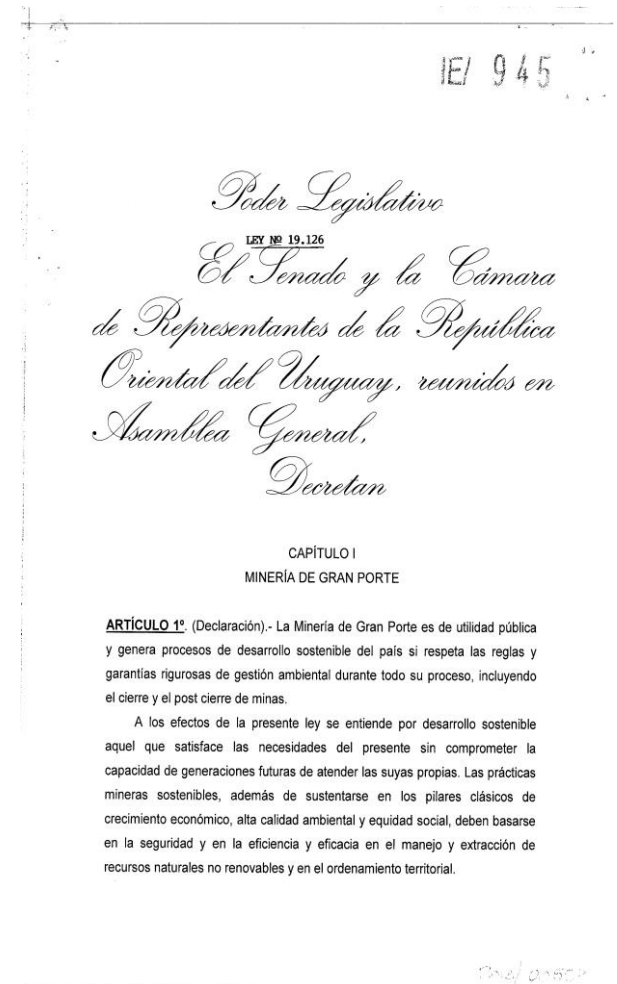 IE/ 945
Poder Legislativo
LEY Nº 19.126
El Senado y la Cámara
de Representantes de la República
Oriental del Uruguay, reunidos en
Asamblea General,
Decretan
CAPÍTULO I
MINERÍA DE GRAN PORTE
ARTÍCULO 1º. (Declaración).- La Minería de Gran Porte es de utilidad pública
y genera procesos de desarrollo sostenible del país si respeta las reglas y
garantías rigurosas de gestión ambiental durante todo su proceso, incluyendo
el cierre y el post cierre de minas.
A los efectos de la presente ley se entiende por desarrollo sostenible
aquel que satisface las necesidades del presente sin comprometer la
capacidad de generaciones futuras de atender las suyas propias. Las prácticas
mineras sostenibles, además de sustentarse en los pilares clásicos de
crecimiento económico, alta calidad ambiental y equidad social, deben basarse
en la seguridad y en la eficiencia y eficacia en el manejo y extracción de
recursos naturales no renovables y en el ordenamiento territorial.